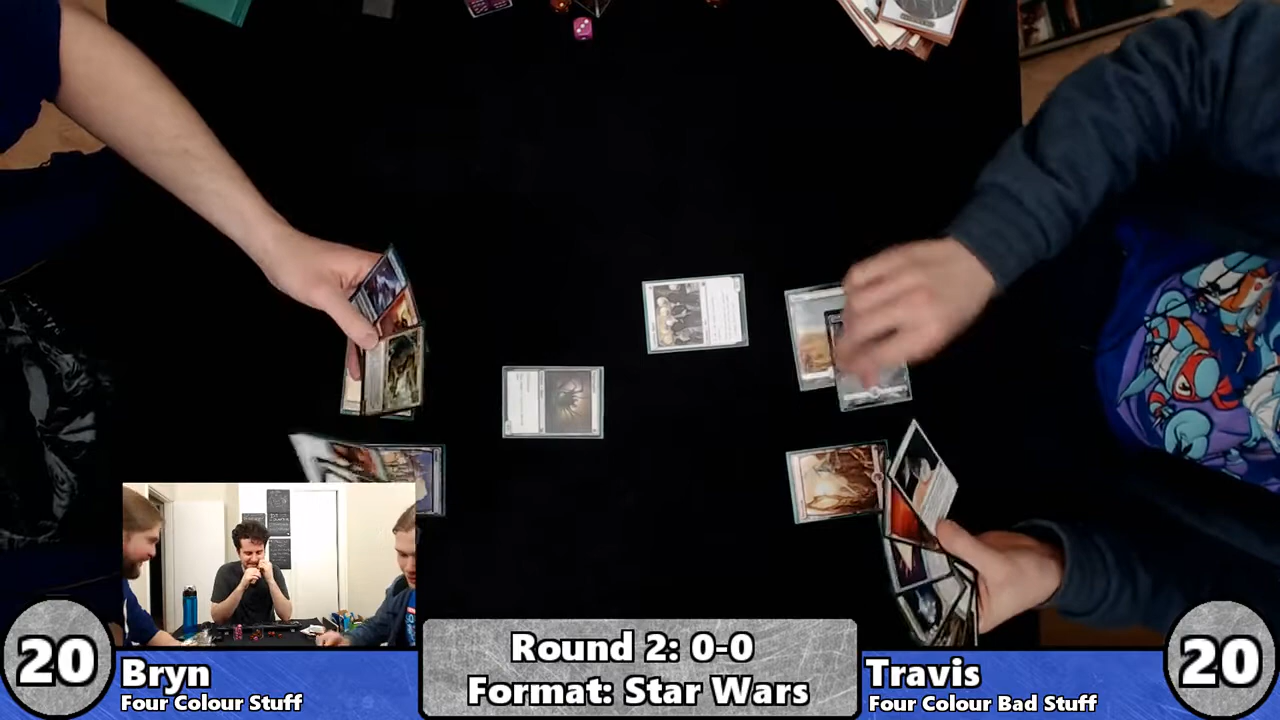 20
Bryn
Four Colour Stuff
Round 2: 0-0
Format: Star Wars
Travis
Four Colour Bad Stuff
20